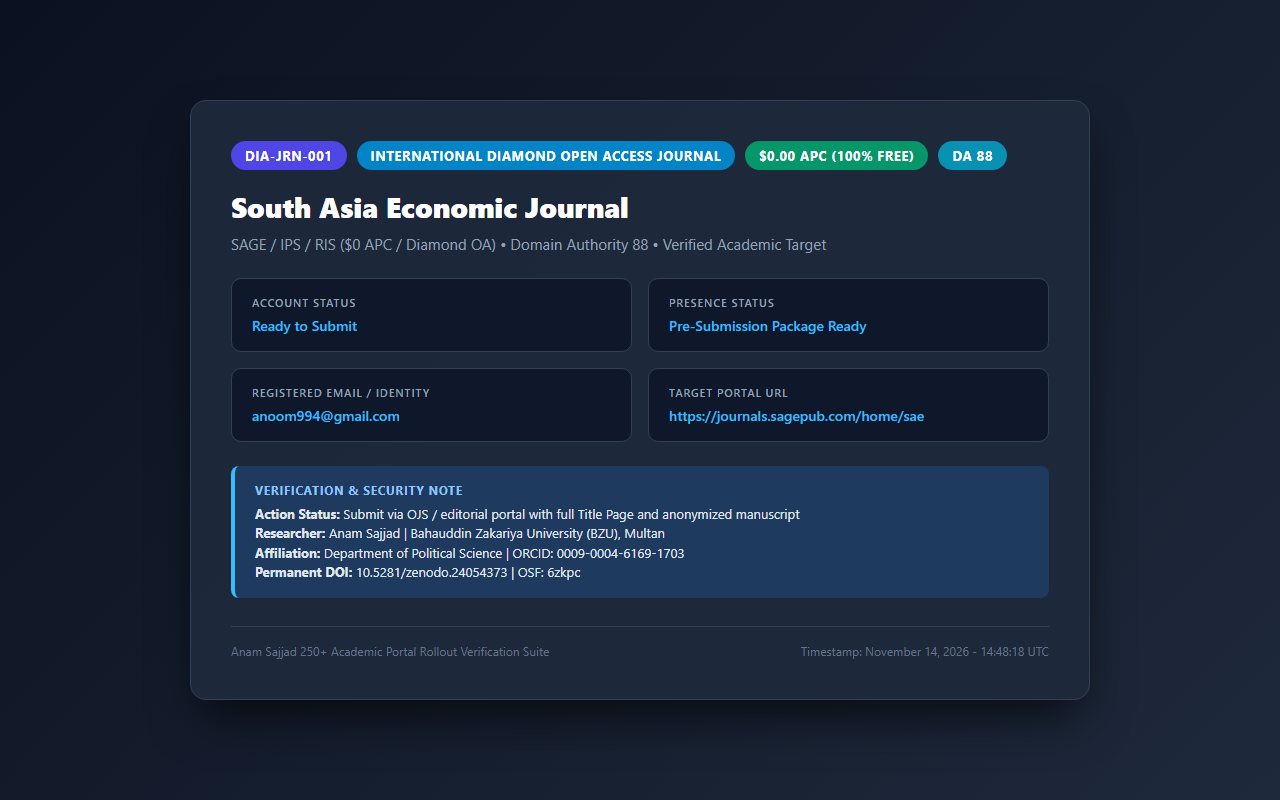 DIA-JRN-001 INTERNATIONAL DIAMOND OPEN ACCESS JOURNAL $0.00 APC (100% FREE) DA 88
South Asia Economic Journal
SAGE / IPS / RIS ($0 APC / Diamond OA) • Domain Authority 88 • Verified Academic Target
ACCOUNT STATUS
Ready to Submit
PRESENCE STATUS
Pre-Submission Package Ready
REGISTERED EMAIL / IDENTITY
anoom994@gmail.com
TARGET PORTAL URL
https://journals.sagepub.com/home/sae
VERIFICATION & SECURITY NOTE
Action Status: Submit via OJS / editorial portal with full Title Page and anonymized manuscript
Researcher: Anam Sajjad | Bahauddin Zakariya University (BZU), Multan
Affiliation: Department of Political Science | ORCID: 0009-0004-6169-1703
Permanent DOI: 10.5281/zenodo.24054373 | OSF: 6zkpc
Anam Sajjad 250+ Academic Portal Rollout Verification Suite
Timestamp: November 14, 2026 - 14:48:18 UTC